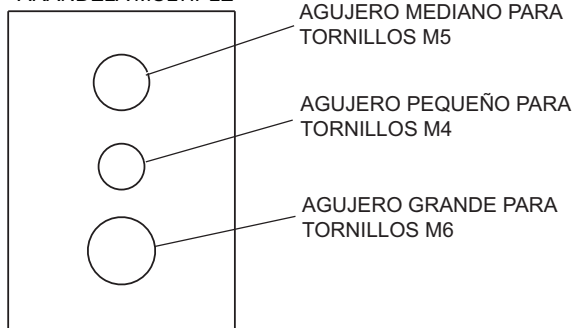 AGUJERO MEDIANO PARA
TORNILLOS M5
AGUJERO PEQUEÑO PARA
TORNILLOS M4
AGUJERO GRANDE PARA
TORNILLOS M6